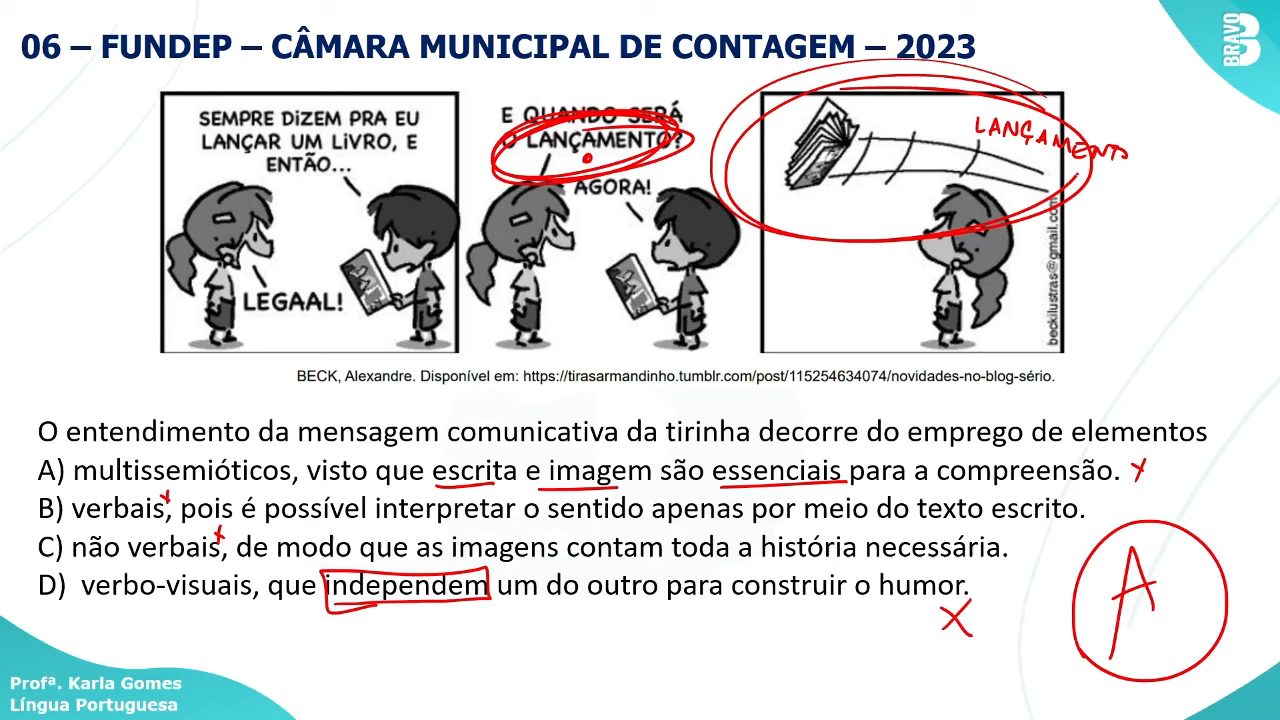 06 – FUNDEP – CÂMARA MUNICIPAL DE CONTAGEM – 2023
BRAVO
SEMPRE DIZEM PRA EU
LANÇAR UM LIVRO, E
ENTÃO...
LEGAAL!
E QUANDO SERÁ
O LANÇAMENTO?
AGORA!
LANÇAMENTO
beckilustras@gmail.com
BECK, Alexandre. Disponível em: https://tirasarmandinho.tumblr.com/post/115254634074/novidades-no-blog-sério.
O entendimento da mensagem comunicativa da tirinha decorre do emprego de elementos
A) multissemióticos, visto que escrita e imagem são essenciais para a compreensão.
B) verbais, pois é possível interpretar o sentido apenas por meio do texto escrito.
C) não verbais, de modo que as imagens contam toda a história necessária.
D) verbo-visuais, que independem um do outro para construir o humor.
A
Profª. Karla Gomes
Língua Portuguesa